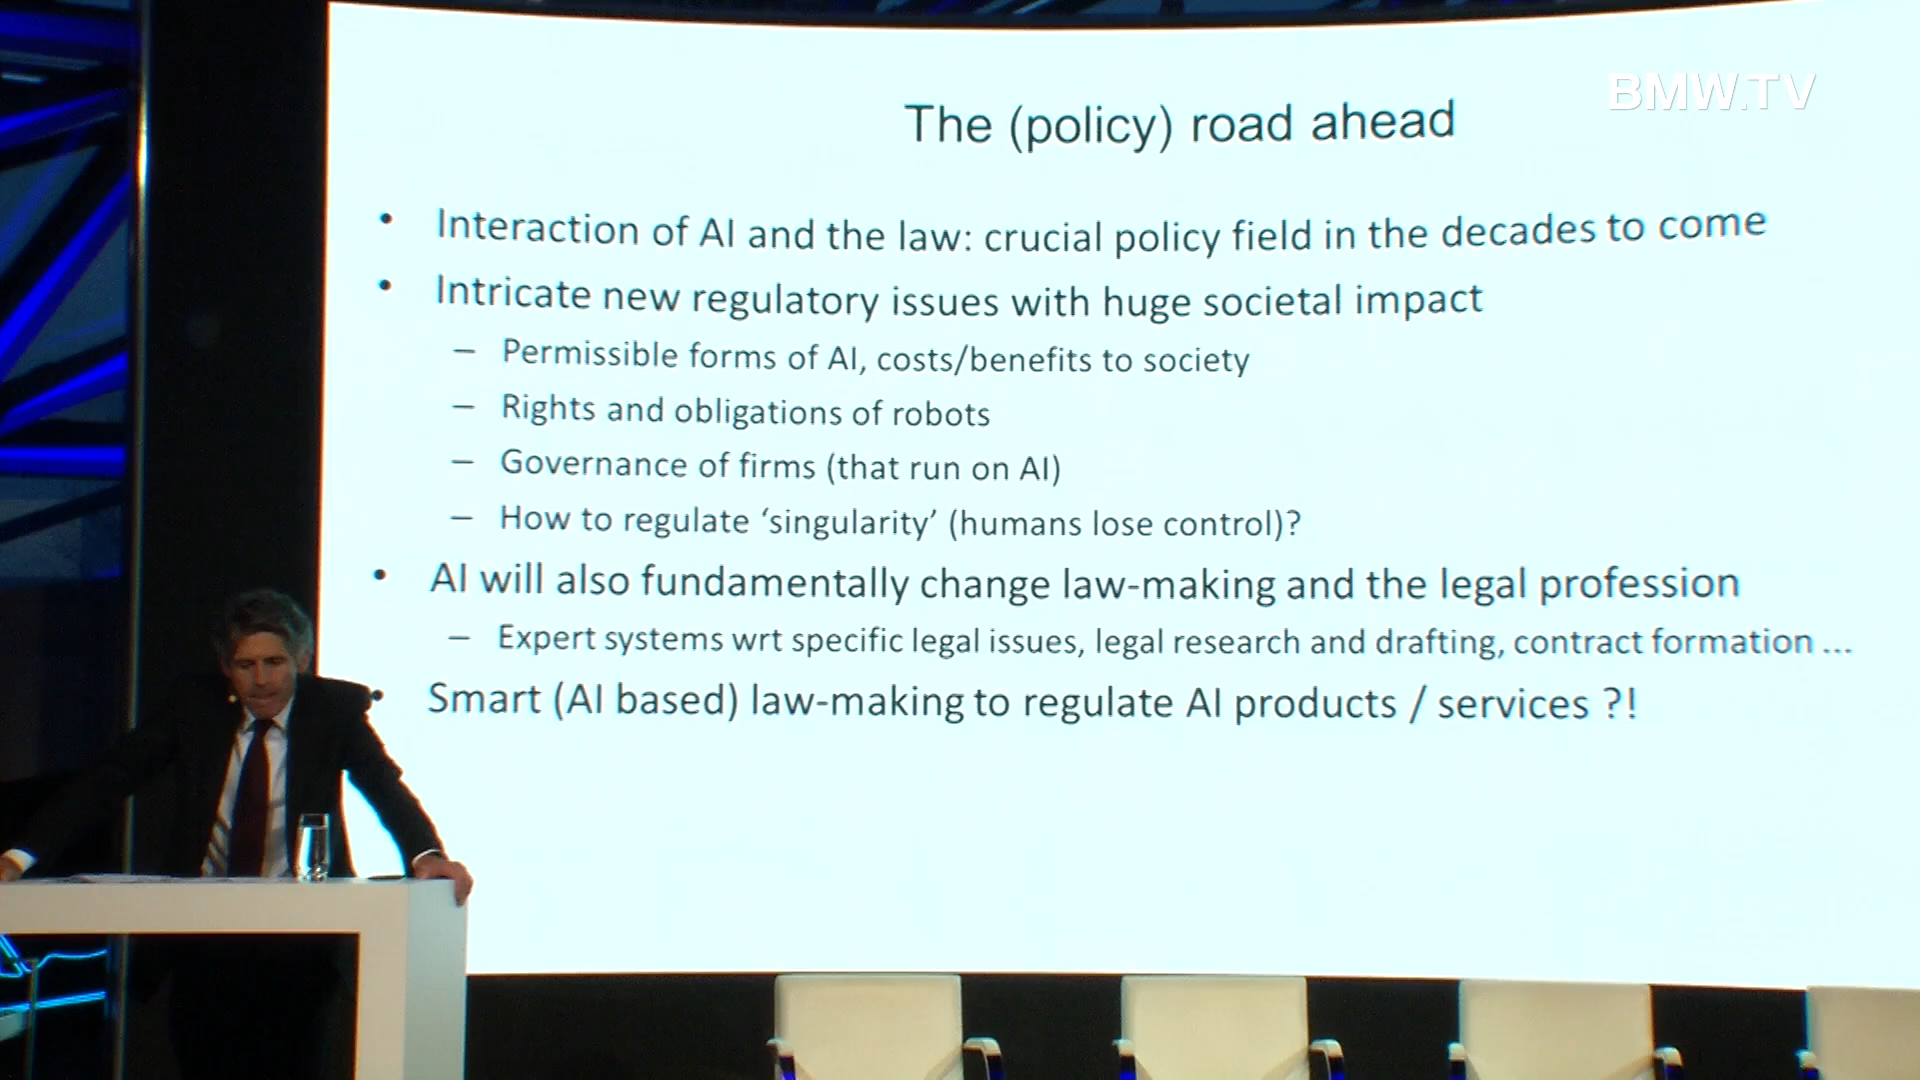 BMW.TV
The (policy) road ahead
• Interaction of AI and the law: crucial policy field in the decades to come
• Intricate new regulatory issues with huge societal impact
– Permissible forms of AI, costs/benefits to society
– Rights and obligations of robots
– Governance of firms (that run on AI)
– How to regulate ‘singularity’ (humans lose control)?
• AI will also fundamentally change law-making and the legal profession
– Expert systems wrt specific legal issues, legal research and drafting, contract formation ...
• Smart (AI based) law-making to regulate AI products / services ?!